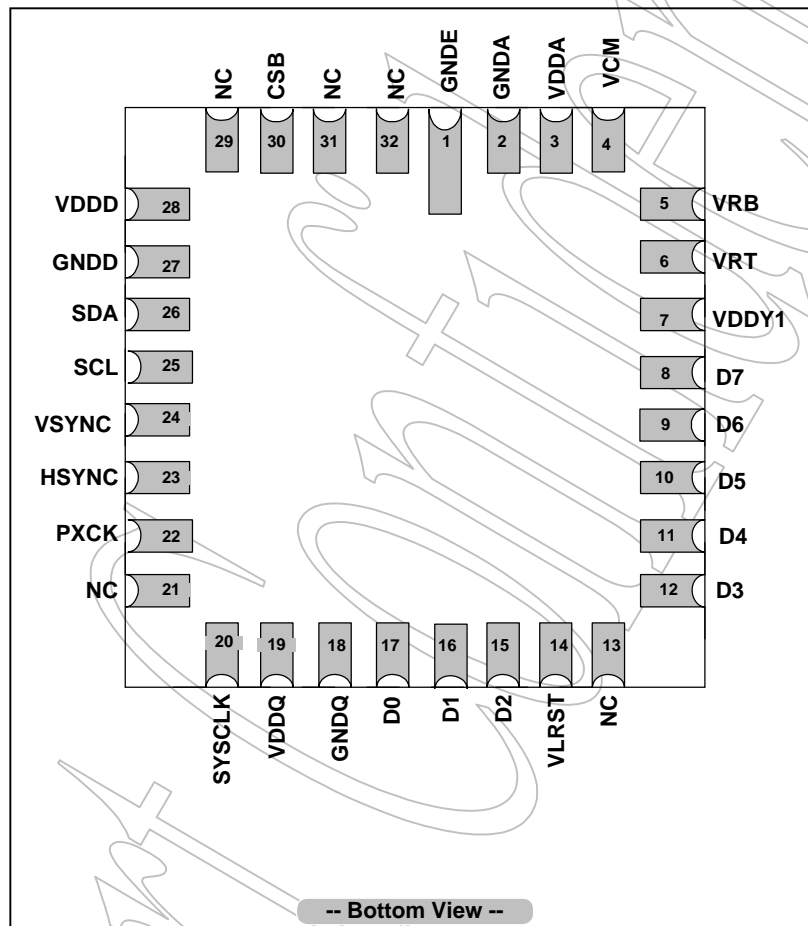 NC
CSB
NC
NC
GNDE
GNDA
VDDA
VCM
29
30
31
32
1
2
3
4
VDDD 28
5 VRB
GNDD 27
6 VRT
SDA 26
7 VDDY1
SCL 25
8 D7
VSYNC 24
9 D6
HSYNC 23
10 D5
PXCK 22
11 D4
NC 21
12 D3
20
19
18
17
16
15
14
13
SYSCLK
VDDQ
GNDQ
D0
D1
D2
VLRST
NC
-- Bottom View --